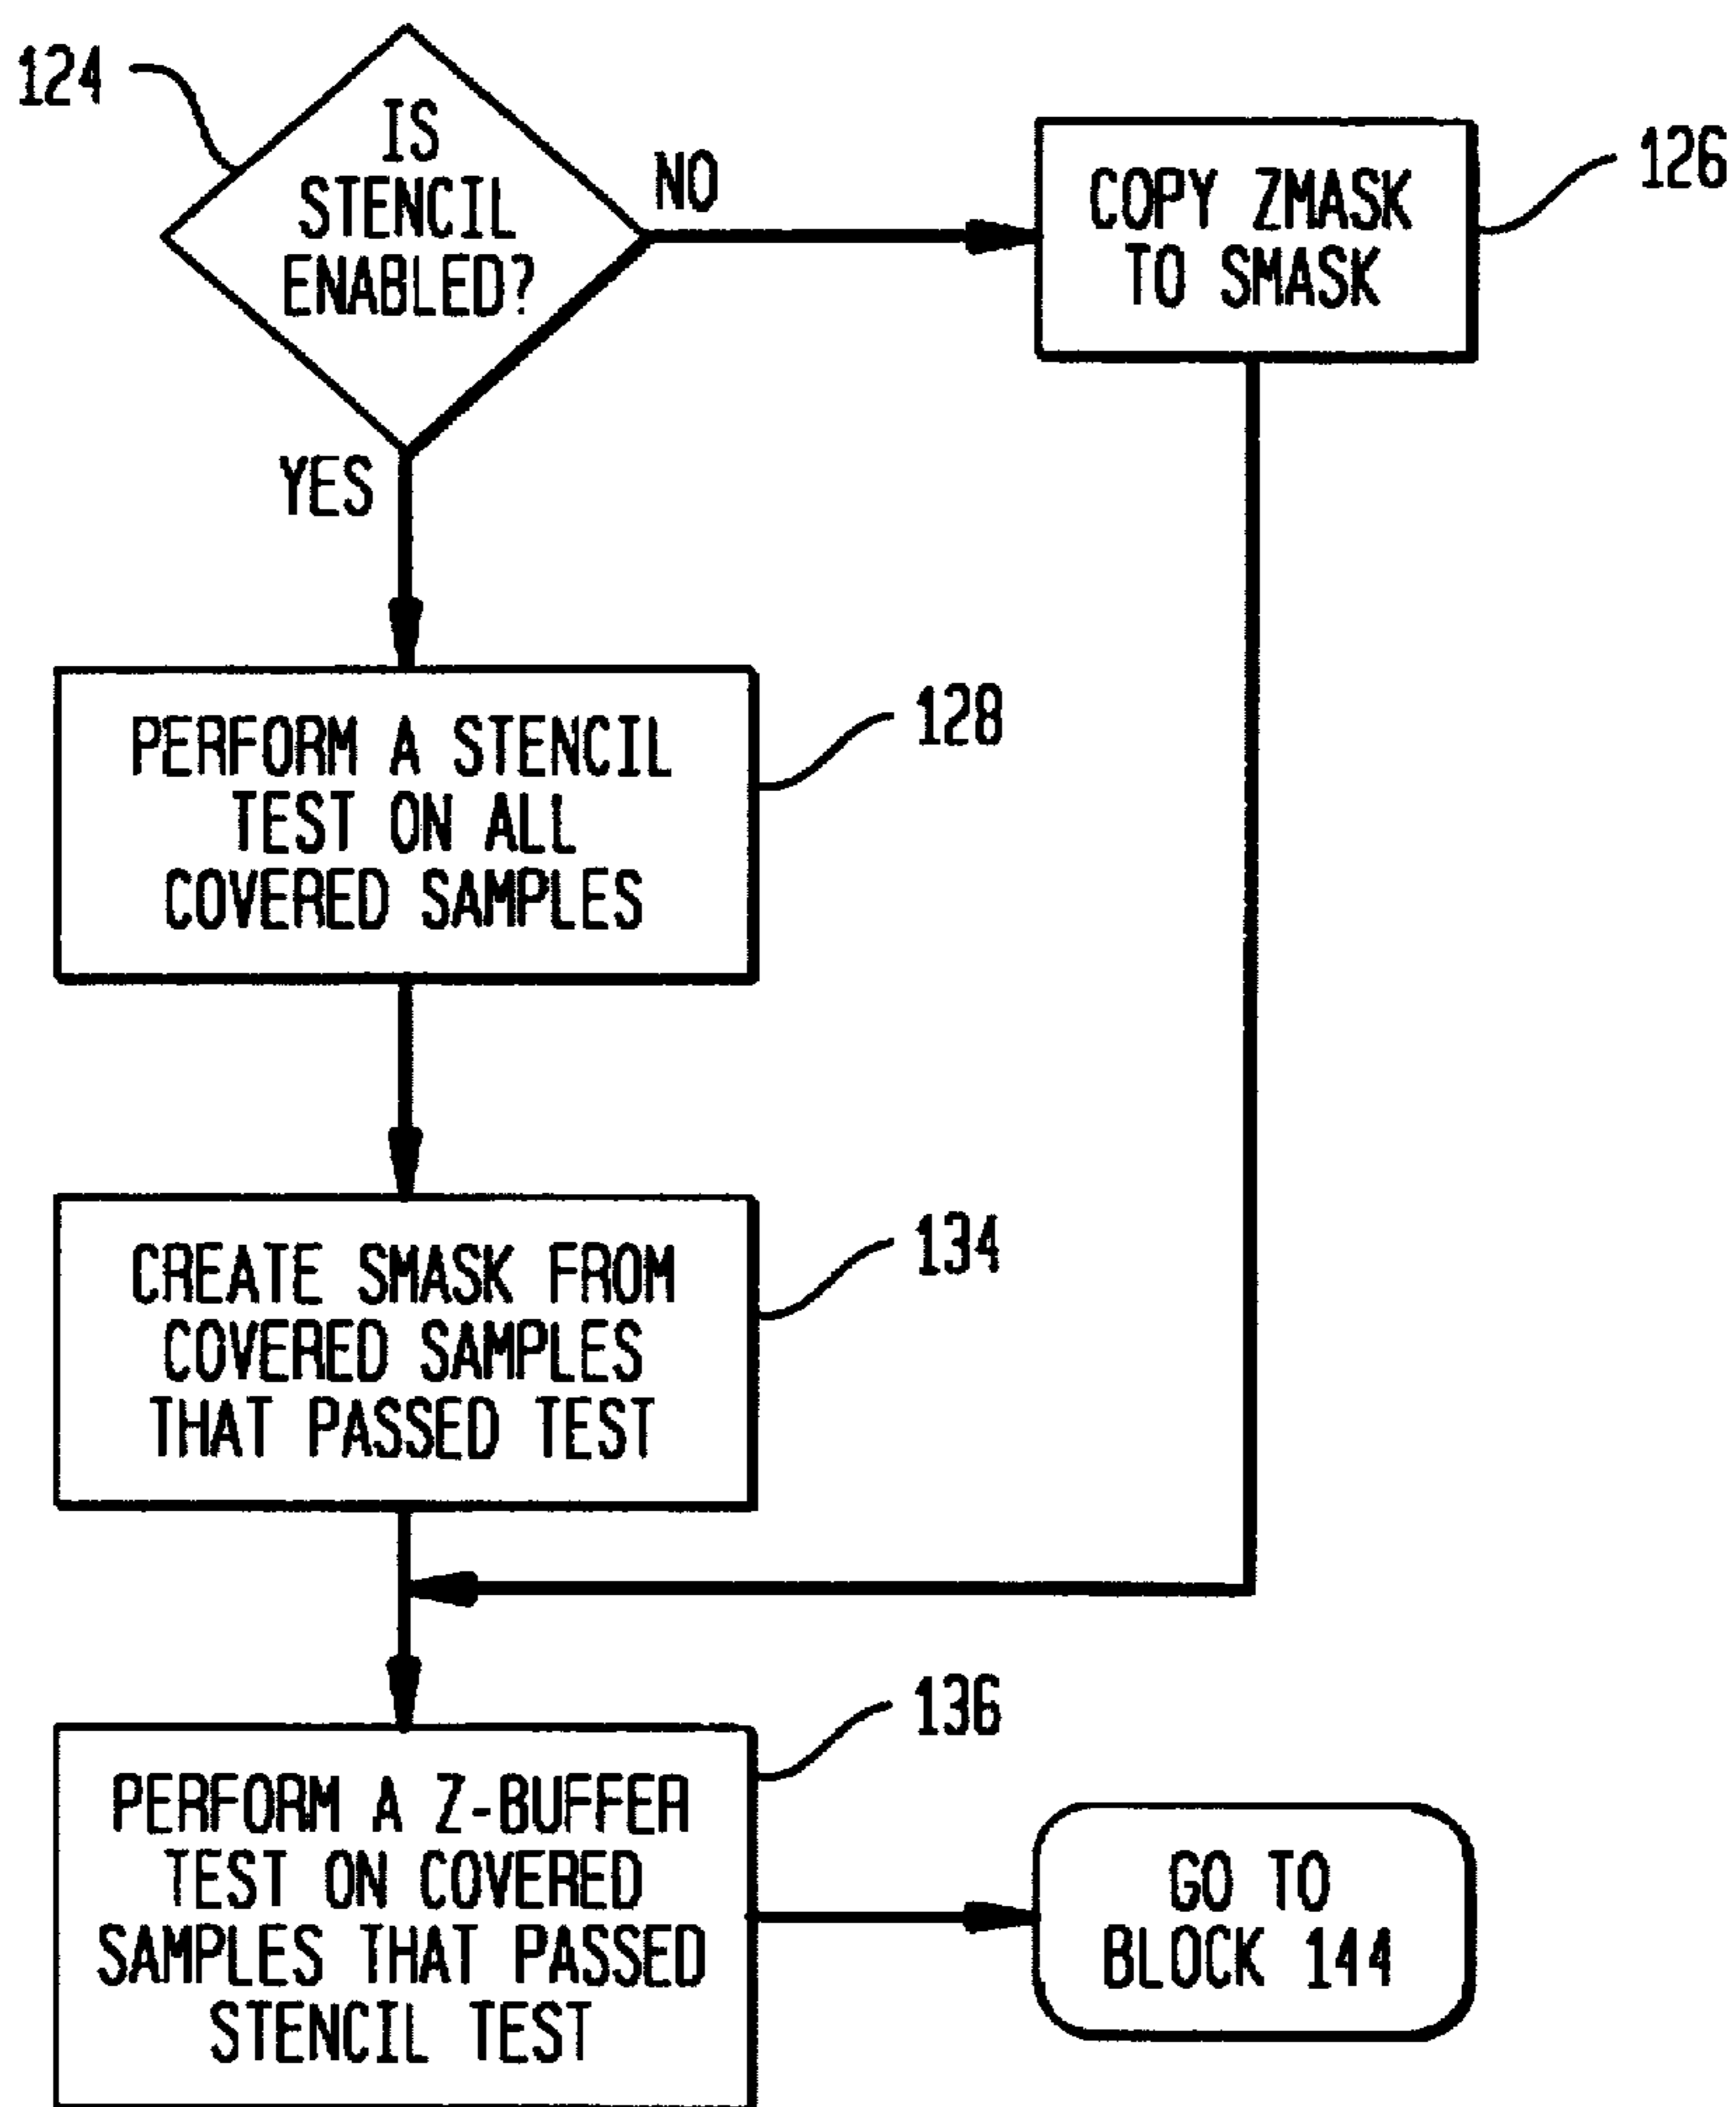 124
IS
STENCIL
ENABLED?
NO
COPY ZMASK
TO SMASK
126
YES
PERFORM A STENCIL
TEST ON ALL
COVERED SAMPLES
128
CREATE SMASK FROM
COVERED SAMPLES
THAT PASSED TEST
134
PERFORM A Z-BUFFER
TEST ON COVERED
SAMPLES THAT PASSED
STENCIL TEST
136
GO TO
BLOCK 144